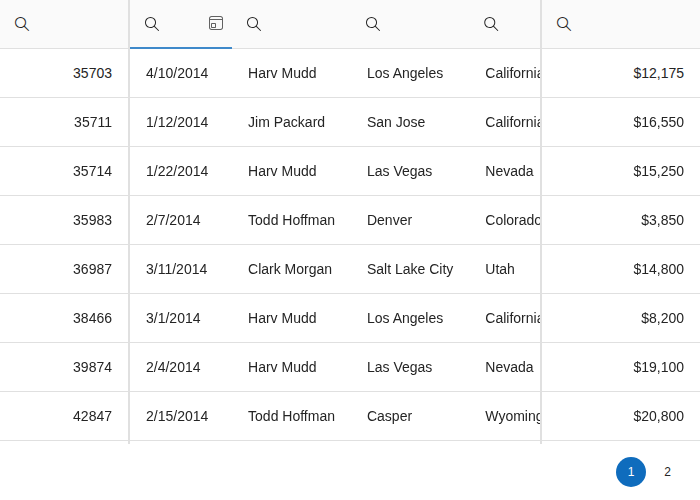 35703 4/10/2014 Harv Mudd Los Angeles California $12,175
35711 1/12/2014 Jim Packard San Jose California $16,550
35714 1/22/2014 Harv Mudd Las Vegas Nevada $15,250
35983 2/7/2014 Todd Hoffman Denver Colorado $3,850
36987 3/11/2014 Clark Morgan Salt Lake City Utah $14,800
38466 3/1/2014 Harv Mudd Los Angeles California $8,200
39874 2/4/2014 Harv Mudd Las Vegas Nevada $19,100
42847 2/15/2014 Todd Hoffman Casper Wyoming $20,800
1 2